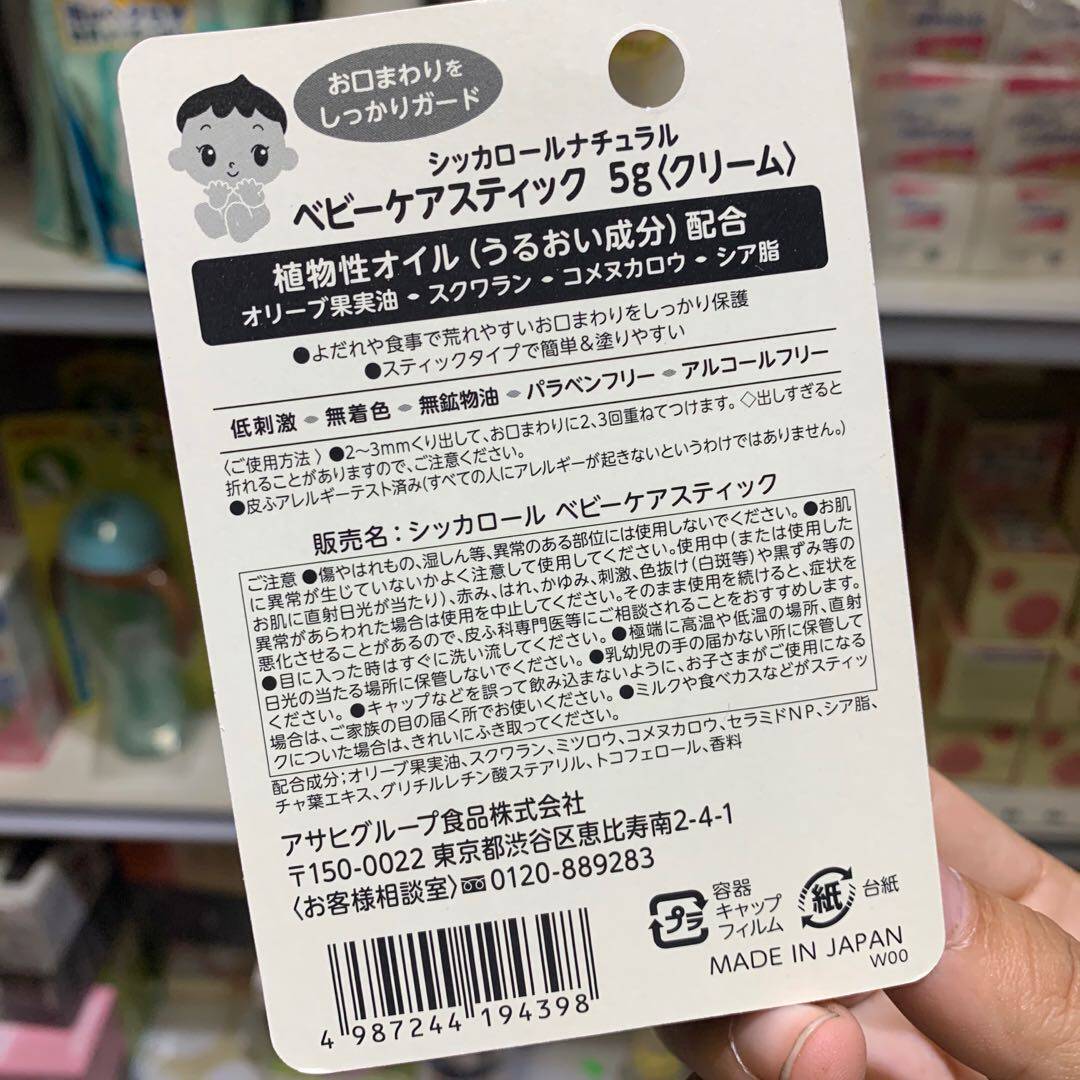 お口まわりを
しっかりガード
シッカロールナチュラル
ベビーケアスティック 5g〈クリーム〉
植物性オイル(うるおい成分)配合
オリーブ果実油・スクワラン・コメヌカロウ・シア脂
●よだれや食事で荒れやすいお口まわりをしっかり保護
●スティックタイプで簡単&塗りやすい
低刺激・無着色・無鉱物油・パラベンフリー・アルコールフリー
〈ご使用方法〉●2〜3mmくり出して、お口まわりに2、3回重ねてつけます。◇出しすぎると
折れることがありますので、ご注意ください。
●皮ふアレルギーテスト済み(すべての人にアレルギーが起きないというわけではありません。)
販売名:シッカロール ベビーケアスティック
ご注意 ●傷やはれもの、湿しん等、異常のある部位には使用しないでください。●お肌
に異常が生じていないかよく注意して使用してください。使用中(または使用した
お肌に直射日光が当たり)、赤み、はれ、かゆみ、刺激、色抜け(白斑等)や黒ずみ等の
異常があらわれた場合は使用を中止してください。そのまま使用を続けると、症状を
悪化させることがあるので、皮ふ科専門医等にご相談されることをおすすめします。
●目に入った時はすぐに洗い流してください。●極端に高温や低温の場所、直射
日光の当たる場所に保管しないでください。●乳幼児の手の届かない所に保管して
ください。●キャップなどを誤って飲み込まないように、お子さまがご使用になる
場合は、ご家族の目の届く所でお使いください。●ミルクや食べカスなどがスティッ
クについた場合は、きれいにふき取ってください。
配合成分;オリーブ果実油、スクワラン、ミツロウ、コメヌカロウ、セラミドNP、シア脂、
チャ葉エキス、グリチルレチン酸ステアリル、トコフェロール、香料
アサヒグループ食品株式会社
〒150-0022 東京都渋谷区恵比寿南2-4-1
〈お客様相談室〉0120-889283
プラ
容器
キャップ
フィルム
紙
台紙
MADE IN JAPAN
W00
4 987244 194398